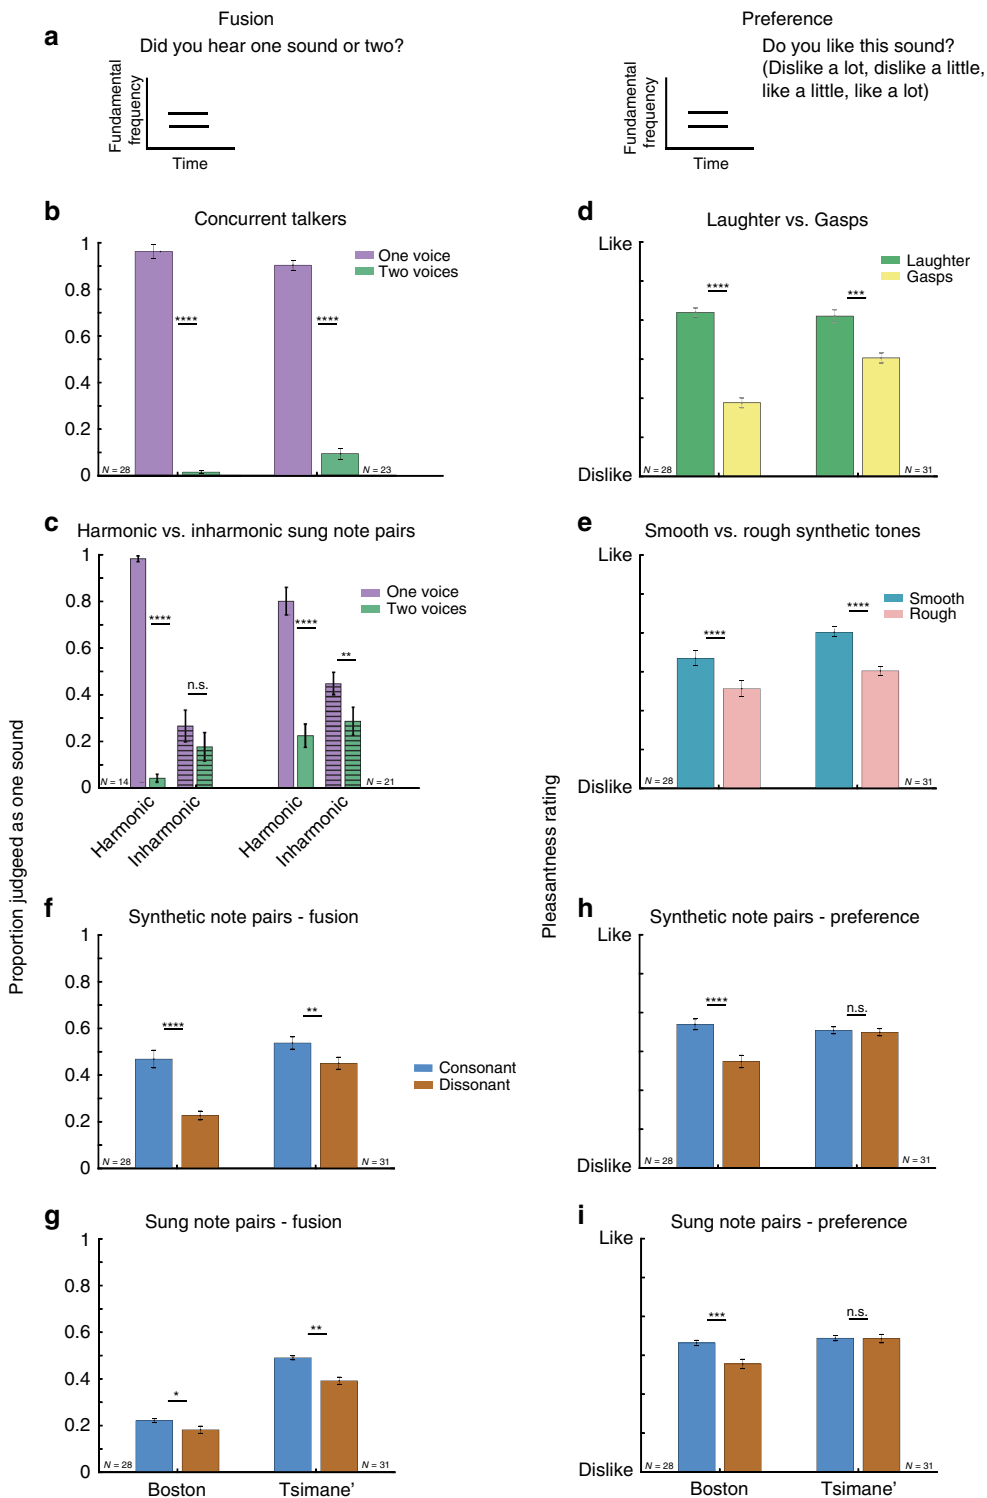 Fusion
Preference
a
Did you hear one sound or two?
Do you like this sound?
(Dislike a lot, dislike a little,
like a little, like a lot)
Fundamental
frequency
Time
Fundamental
frequency
Time
b
Concurrent talkers
1
0.8
0.6
0.4
0.2
0
One voice
Two voices
****
****
N = 28
N = 23
d
Laughter vs. Gasps
Like
Dislike
Laughter
Gasps
****
***
N = 28
N = 31
c
Harmonic vs. inharmonic sung note pairs
1
0.8
0.6
0.4
0.2
0
One voice
Two voices
****
n.s.
****
**
N = 14
N = 21
Harmonic
Inharmonic
Harmonic
Inharmonic
e
Smooth vs. rough synthetic tones
Like
Dislike
Smooth
Rough
****
****
N = 28
N = 31
Proportion judgeed as one sound
Pleasantness rating
f
Synthetic note pairs - fusion
1
0.8
0.6
0.4
0.2
0
****
**
Consonant
Dissonant
N = 28
N = 31
h
Synthetic note pairs - preference
Like
Dislike
****
n.s.
N = 28
N = 31
g
Sung note pairs - fusion
1
0.8
0.6
0.4
0.2
0
*
**
N = 28
N = 31
Boston
Tsimane'
i
Sung note pairs - preference
Like
Dislike
***
n.s.
N = 28
N = 31
Boston
Tsimane'